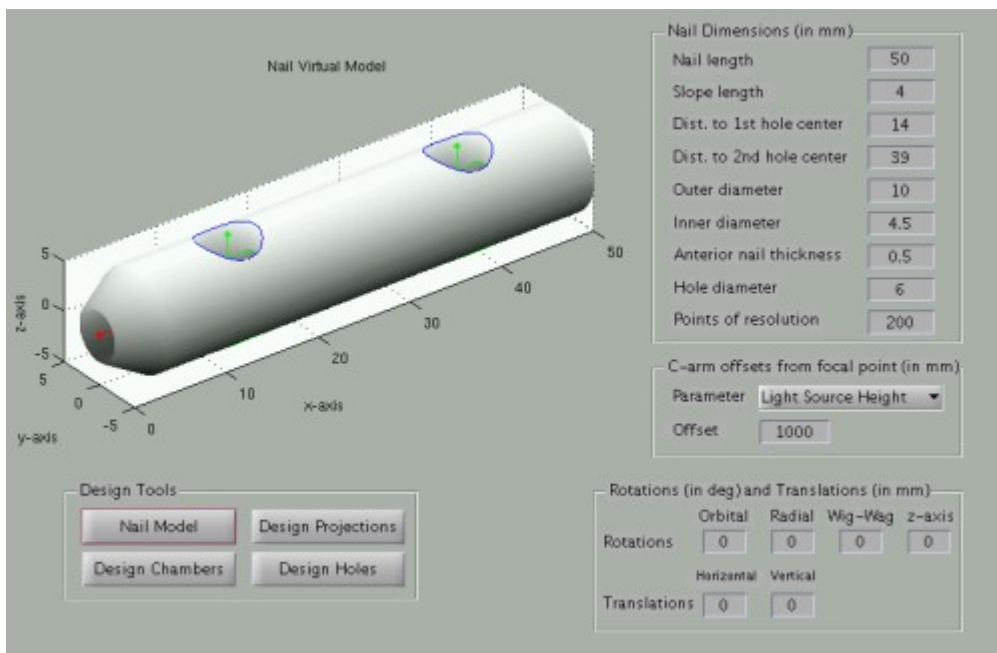 Nail Virtual Model
5
0
-5
z-axis
5
0
-5
y-axis
0
10
20
30
40
50
x-axis
Nail Dimensions (in mm)
Nail length 50
Slope length 4
Dist. to 1st hole center 14
Dist. to 2nd hole center 39
Outer diameter 10
Inner diameter 4.5
Anterior nail thickness 0.5
Hole diameter 6
Points of resolution 200
C-arm offsets from focal point (in mm)
Parameter Light Source Height
Offset 1000
Design Tools
Nail Model Design Projections
Design Chambers Design Holes
Rotations (in deg) and Translations (in mm)
Orbital Radial Wig-Wag z-axis
Rotations 0 0 0 0
Horizontal Vertical
Translations 0 0